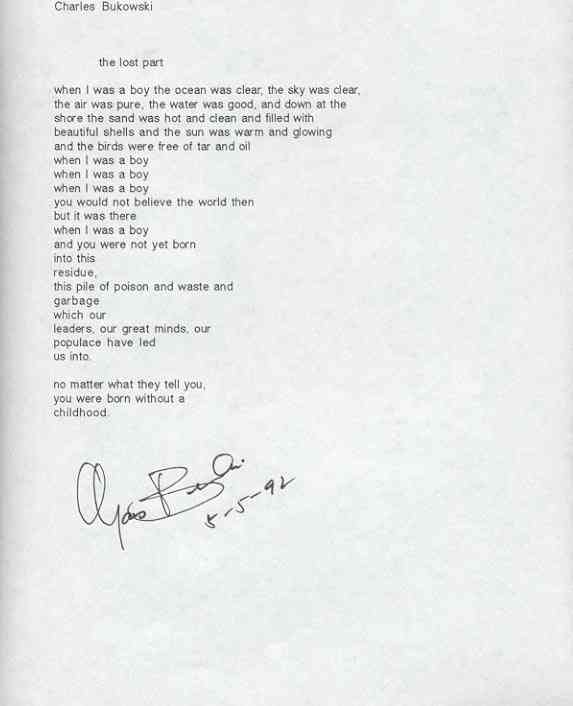 Charles Bukowski
the lost part
when I was a boy the ocean was clear, the sky was clear,
the air was pure, the water was good, and down at the
shore the sand was hot and clean and filled with
beautiful shells and the sun was warm and glowing
and the birds were free of tar and oil
when I was a boy
when I was a boy
when I was a boy
you would not believe the world then
but it was there
when I was a boy
and you were not yet born
into this
residue,
this pile of poison and waste and
garbage
which our
leaders, our great minds, our
populace have led
us into.
no matter what they tell you,
you were born without a
childhood.
Charles Bukowski
5-5-92